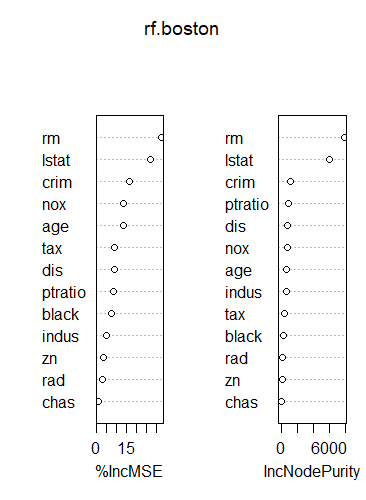 rf.boston
rm
lstat
crim
nox
age
tax
dis
ptratio
black
indus
zn
rad
chas
0 15
%IncMSE
rm
lstat
crim
ptratio
dis
nox
age
indus
tax
black
rad
zn
chas
0 6000
IncNodePurity